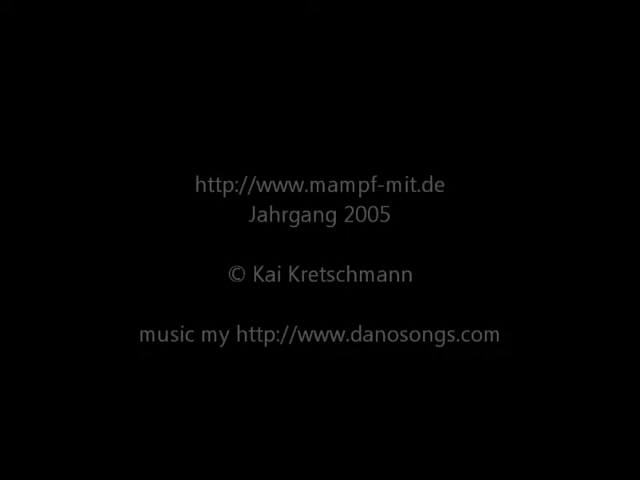 http://www.mampf-mit.de
Jahrgang 2005
© Kai Kretschmann
music my http://www.danosongs.com